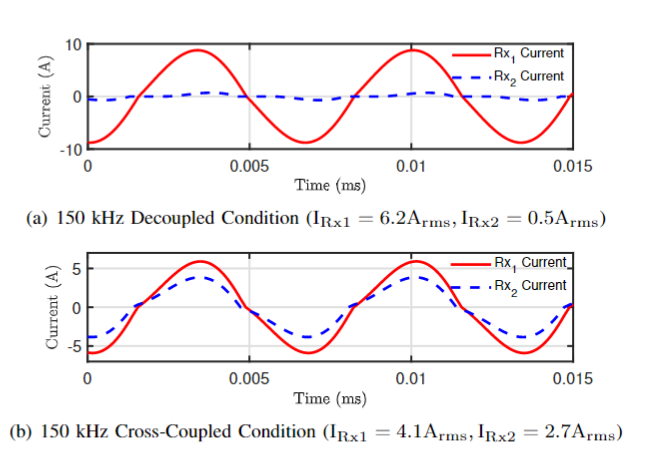 10
Rx1 Current
Rx2 Current
Current (A)
0
-10
0 0.005 0.01 0.015
Time (ms)
(a) 150 kHz Decoupled Condition (IRx1 = 6.2Arms, IRx2 = 0.5Arms)
5
Rx1 Current
Rx2 Current
Current (A)
0
-5
0 0.005 0.01 0.015
Time (ms)
(b) 150 kHz Cross-Coupled Condition (IRx1 = 4.1Arms, IRx2 = 2.7Arms)